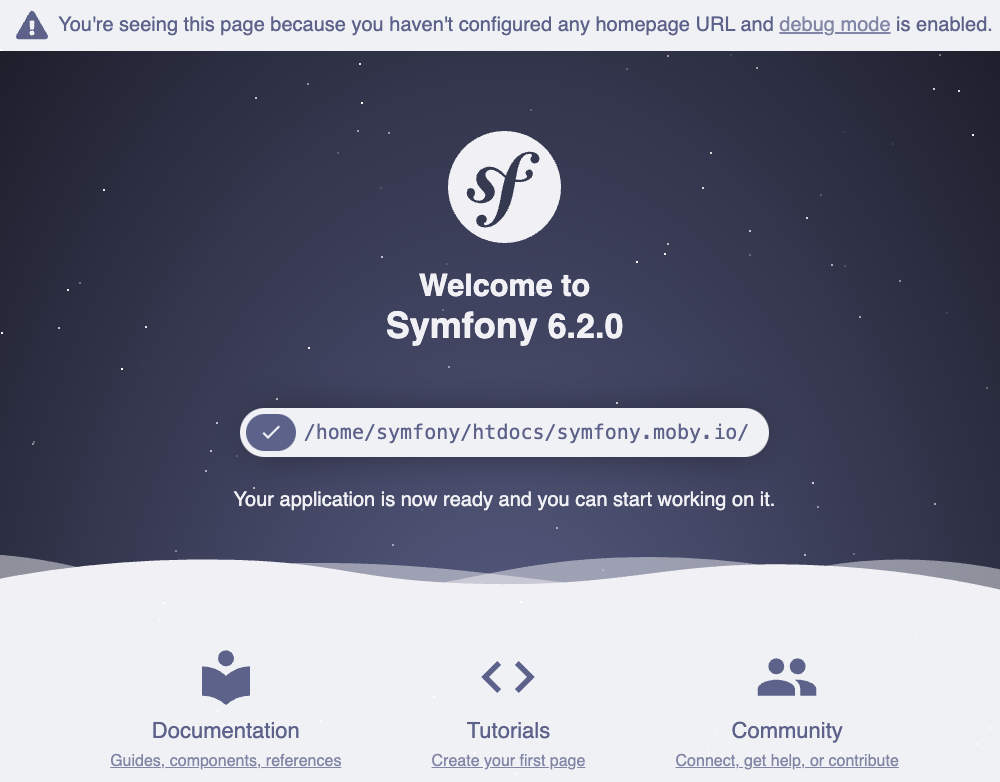 You're seeing this page because you haven't configured any homepage URL and debug mode is enabled.
sf
Welcome to
Symfony 6.2.0
/home/symfony/htdocs/symfony.moby.io/
Your application is now ready and you can start working on it.
Documentation
Guides, components, references
Tutorials
Create your first page
Community
Connect, get help, or contribute